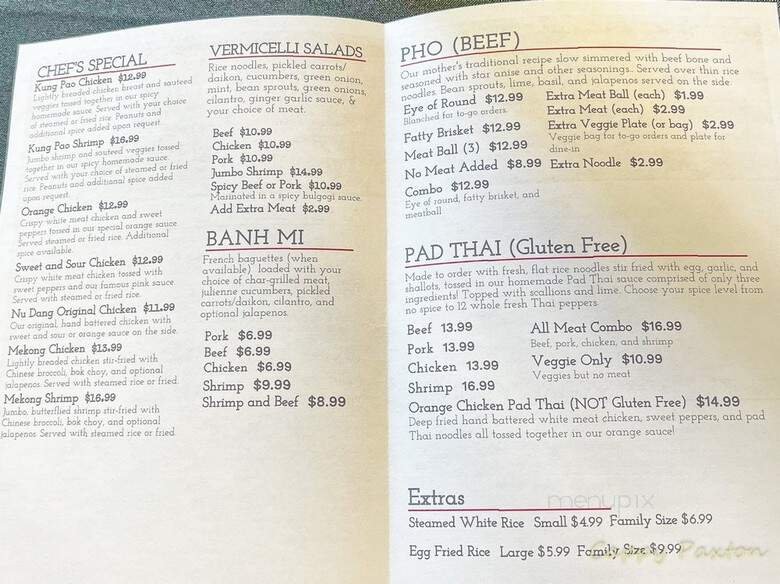 CHEF'S SPECIAL
Kung Pao Chicken $12.99
Lightly breaded chicken breast and sauteed
veggies tossed together in our spicy
homemade sauce. Served with your choice
of steamed or fried rice. Peanuts and
additional spice added upon request.
Kung Pao Shrimp $16.99
Jumbo shrimp and sauteed veggies tossed
together in our spicy homemade sauce.
Served with your choice of steamed or fried
rice. Peanuts and additional spice added
upon request.
Orange Chicken $12.99
Crispy white meat chicken and sweet
peppers tossed in our special orange sauce
Served steamed or fried rice. Additional
spice available.
Sweet and Sour Chicken $12.99
Crispy white meat chicken tossed with
sweet peppers and our famous pink sauce
Served with steamed or fried rice.
Nu Dang Original Chicken $11.99
Our original, hand battered chicken with
sweet and sour or orange sauce on the side.
Mekong Chicken $13.99
Lightly breaded chicken stir-fried with
Chinese broccoli, bok choy, and optional
jalapenos. Served with steamed rice or fried.
Mekong Shrimp $16.99
Jumbo, butterflied shrimp stir-fried with
Chinese broccoli, bok choy, and optional
jalapenos Served with steamed rice or fried.
VERMICELLI SALADS
Rice noodles, pickled carrots/
daikon, cucumbers, green onion,
mint, bean sprouts, green onions,
cilantro, ginger garlic sauce, &
your choice of meat.
Beef $10.99
Chicken $10.99
Pork $10.99
Jumbo Shrimp $14.99
Spicy Beef or Pork $10.99
Marinated in a spicy bulgogi sauce.
Add Extra Meat $2.99
BANH MI
French baguettes (when
available) loaded with your
choice of char-grilled meat,
julienne cucumbers, pickled
carrots/daikon, cilantro, and
optional jalapenos.
Pork $6.99
Beef $6.99
Chicken $6.99
Shrimp $9.99
Shrimp and Beef $8.99
PHO (BEEF)
Our mother's traditional recipe slow simmered with beef bone and
seasoned with star anise and other seasonings.. Served over thin rice
noodles. Bean sprouts, lime, basil, and jalapenos served on the side.
Eye of Round $12.99
Blanched for to-go orders.
Fatty Brisket $12.99
Meat Ball (3) $12.99
No Meat Added $8.99
Combo $12.99
Eye of round, fatty brisket, and
meatball
Extra Meat Ball (each) $1.99
Extra Meat (each) $2.99
Extra Veggie Plate (or bag) $2.99
Veggie bag for to-go orders and plate for
dine-in
Extra Noodle $2.99
PAD THAI (Gluten Free)
Made to order with fresh, flat rice noodles stir fried with egg, garlic, and
shallots, tossed in our homemade Pad Thai sauce comprised of only three
ingredients! Topped with scallions and lime. Choose your spice level from
no spice to 12 whole fresh Thai peppers.
Beef 13.99
Pork 13.99
Chicken 13.99
Shrimp 16.99
All Meat Combo $16.99
Beef, pork, chicken, and shrimp
Veggie Only $10.99
Veggies but no meat
Orange Chicken Pad Thai (NOT Gluten Free) $14.99
Deep fried hand battered white meat chicken, sweet peppers, and pad
Thai noodles all tossed together in our orange sauce!
Extras
menupix
Steamed White Rice Small $4.99 Family Size $6.99
Egg Fried Rice Large $5.99 Family Size $9.99
Paxton